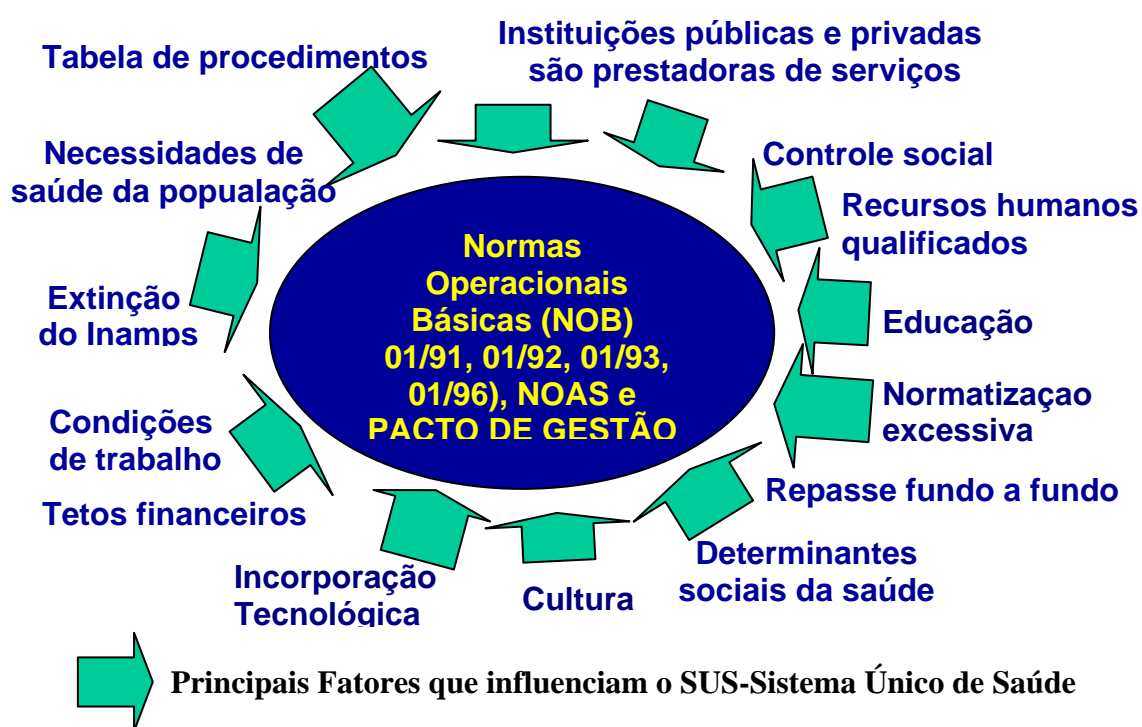 Tabela de procedimentos
Instituições públicas e privadas
são prestadoras de serviços
Necessidades de
saúde da popualação
Controle social
Recursos humanos
qualificados
Extinção
do Inamps
Normas
Operacionais
Básicas (NOB)
01/91, 01/92, 01/93,
01/96), NOAS e
PACTO DE GESTÃO
Educação
Normatizaçao
excessiva
Condições
de trabalho
Repasse fundo a fundo
Tetos financeiros
Determinantes
sociais da saúde
Incorporação
Tecnológica
Cultura
Principais Fatores que influenciam o SUS-Sistema Único de Saúde